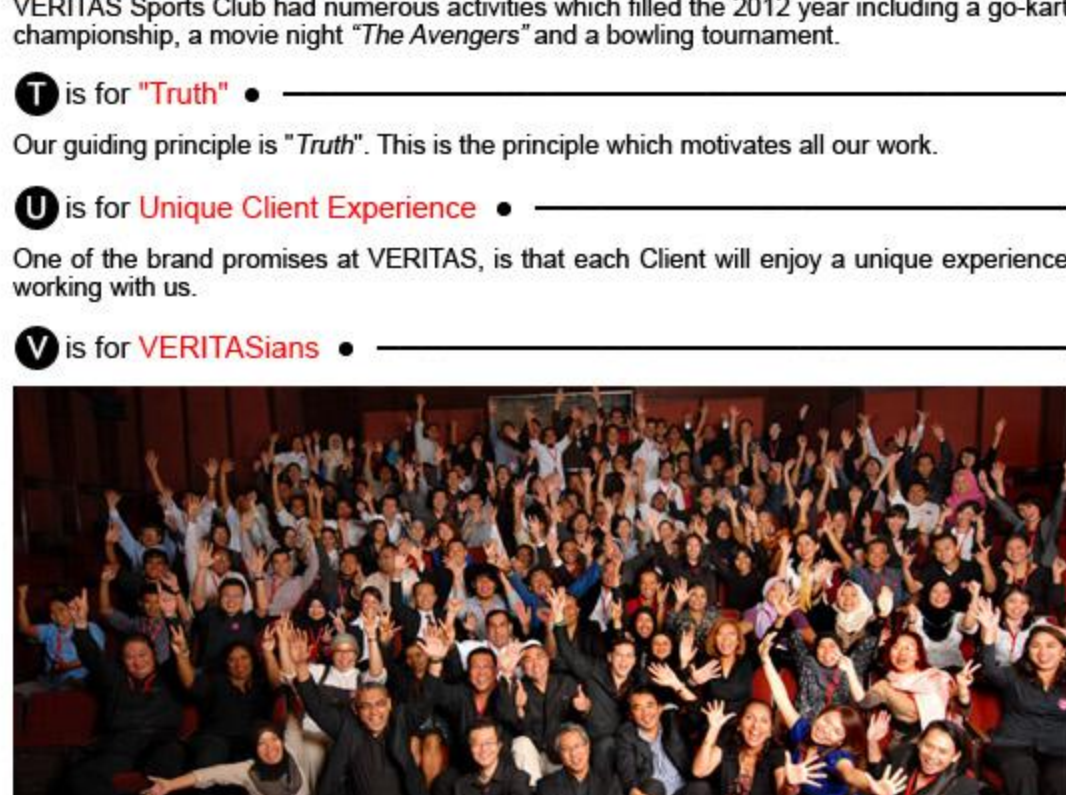 VERITAS Sports Club had numerous activities which filled the 2012 year including a go-kart
championship, a movie night "The Avengers" and a bowling tournament.
T is for "Truth" •
Our guiding principle is "Truth". This is the principle which motivates all our work.
U is for Unique Client Experience •
One of the brand promises at VERITAS, is that each Client will enjoy a unique experience
working with us.
V is for VERITASians •